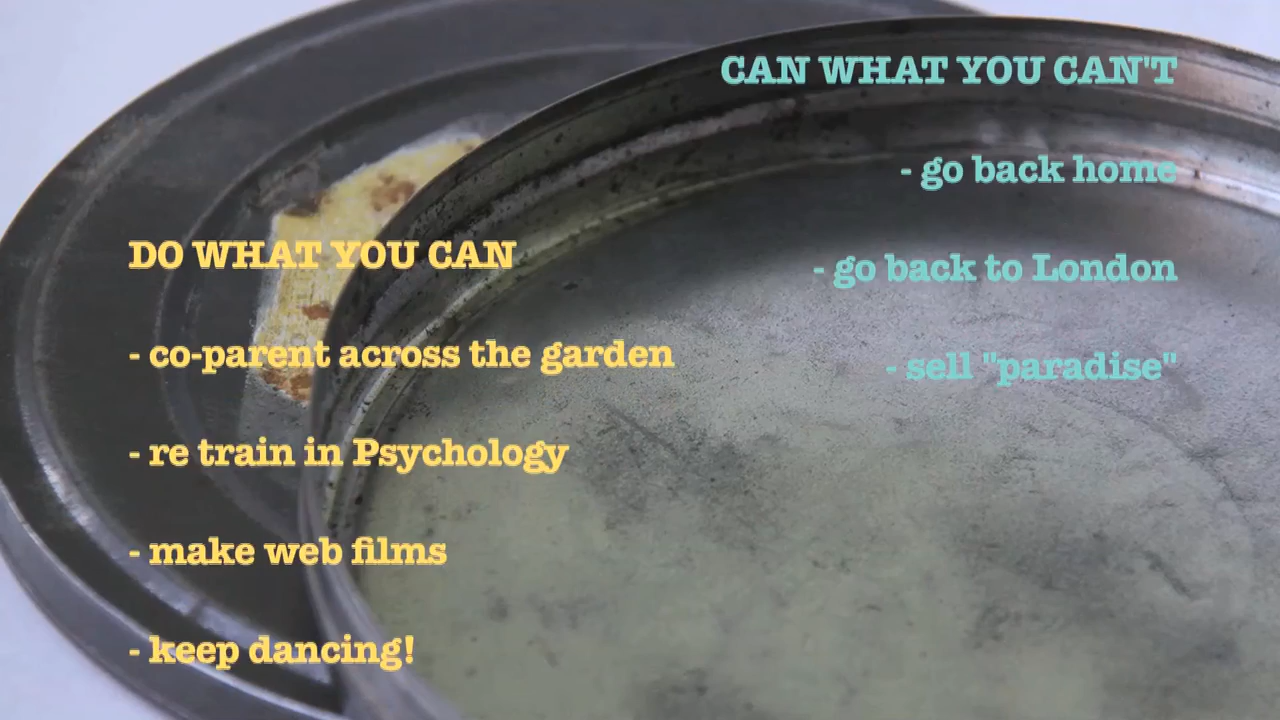 DO WHAT YOU CAN
- co-parent across the garden
- re train in Psychology
- make web films
- keep dancing!
CAN WHAT YOU CAN'T
- go back home
- go back to London
- sell "paradise"